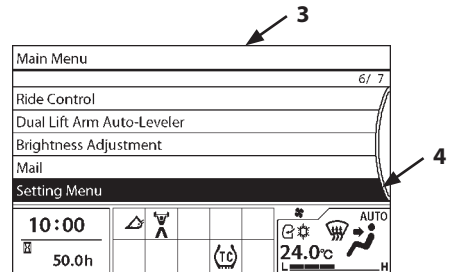 3
Main Menu
6/ 7
Ride Control
Dual Lift Arm Auto-Leveler
Brightness Adjustment
Mail
4
Setting Menu
10:00
AUTO
50.0h
(TC)
24.0℃
L
H